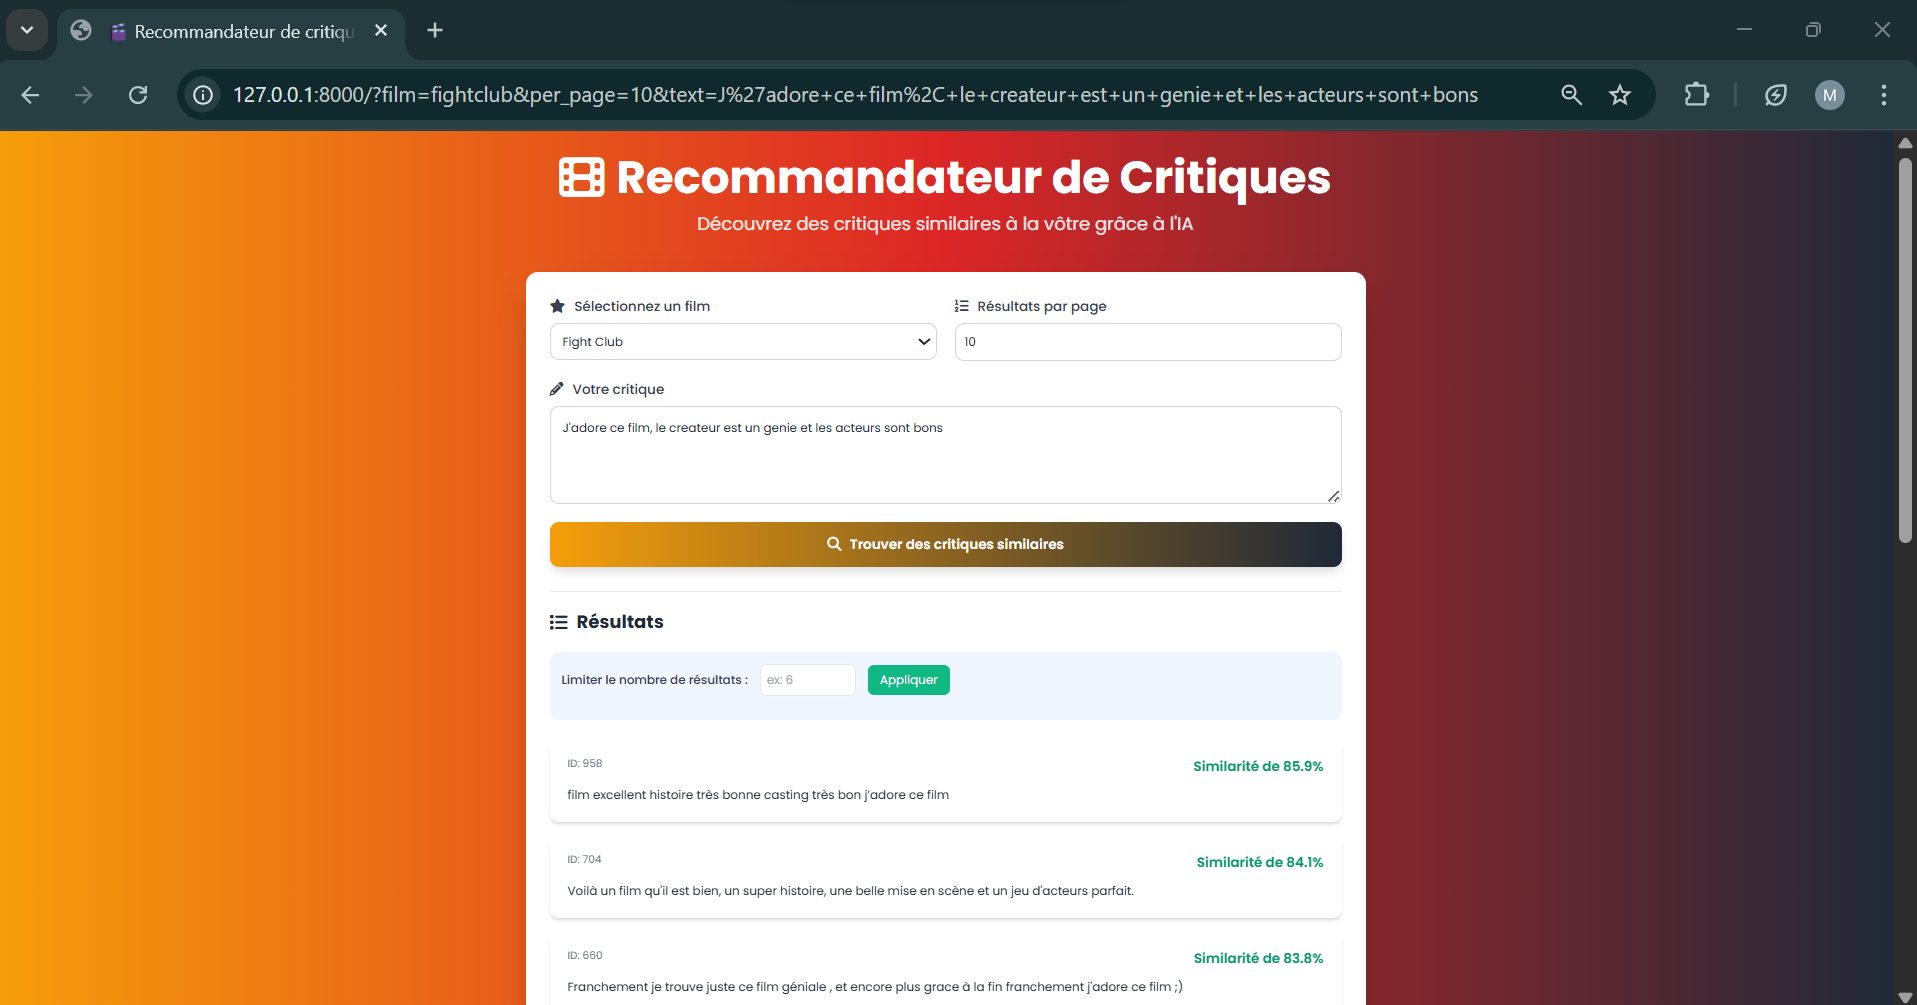 Recommandateur de critiqu
127.0.0.1:8000/?film=fightclub&per_page=10&text=J%27adore+ce+film%2C+le+createur+est+un+genie+et+les+acteurs+sont+bons
M
Recommandateur de Critiques
Découvrez des critiques similaires à la vôtre grâce à l'IA
Sélectionnez un film
Résultats par page
Fight Club
10
Votre critique
J'adore ce film, le createur est un genie et les acteurs sont bons
Trouver des critiques similaires
Résultats
Limiter le nombre de résultats :
ex: 6
Appliquer
ID: 958
Similarité de 85.9%
film excellent histoire très bonne casting très bon j'adore ce film
ID: 704
Similarité de 84.1%
Voilà un film qu'il est bien, un super histoire, une belle mise en scène et un jeu d'acteurs parfait.
ID: 660
Similarité de 83.8%
Franchement je trouve juste ce film géniale , et encore plus grace à la fin franchement j'adore ce film ;)